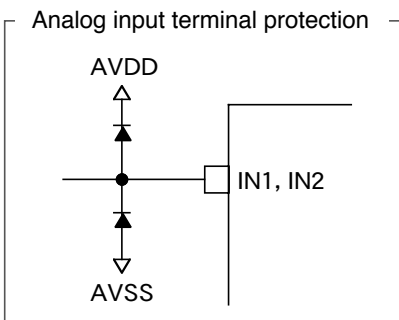 Analog input terminal protection
AVDD
IN1, IN2
AVSS